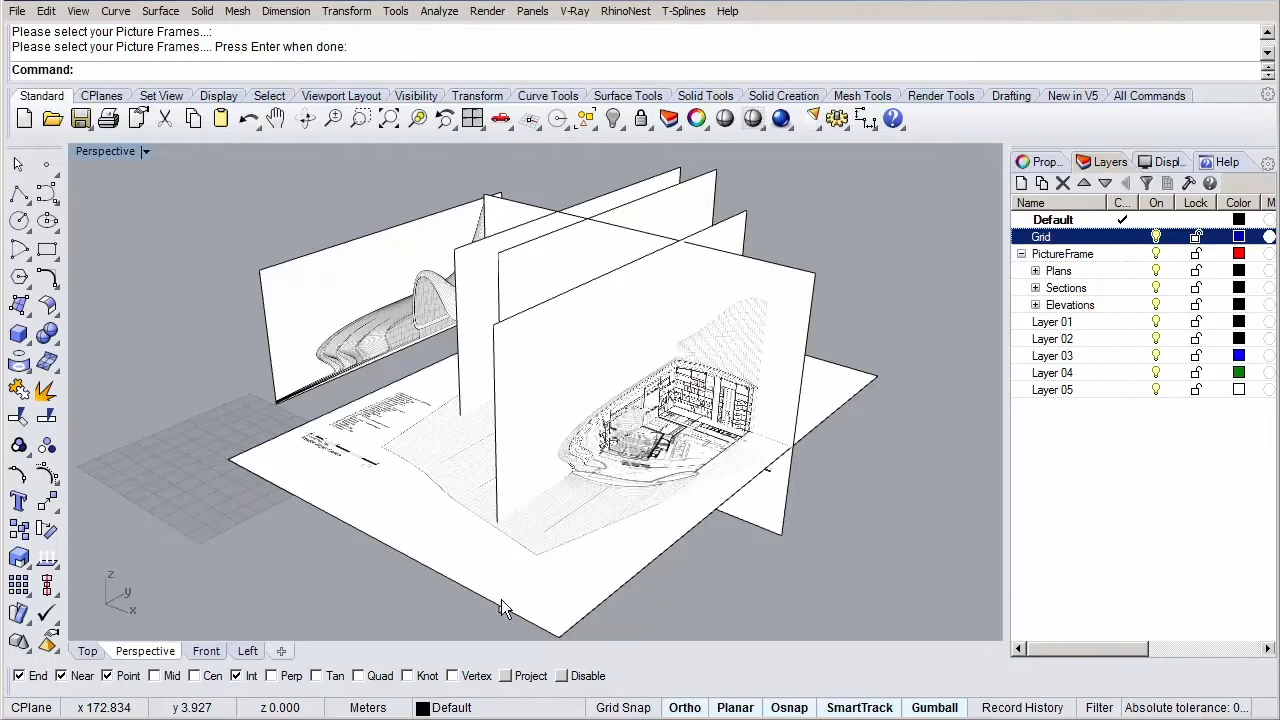 File Edit View Curve Surface Solid Mesh Dimension Transform Tools Analyze Render Panels V-Ray RhinoNest T-Splines Help
Please select your Picture Frames...:
Please select your Picture Frames.... Press Enter when done:
Command:
Standard CPlanes Set View Display Select Viewport Layout Visibility Transform Curve Tools Surface Tools Solid Tools Solid Creation Mesh Tools Render Tools Drafting New in V5 All Commands
Perspective
Prop... Layers Displ... Help
Name C... On Lock Color M
Default
Grid
PictureFrame
Plans
Sections
Elevations
Layer 01
Layer 02
Layer 03
Layer 04
Layer 05
z
y
x
Top Perspective Front Left
End Near Point Mid Cen Int Perp Tan Quad Knot Vertex Project Disable
CPlane x 172.834 y 3.927 z 0.000 Meters Default Grid Snap Ortho Planar Osnap SmartTrack Gumball Record History Filter Absolute tolerance: 0...